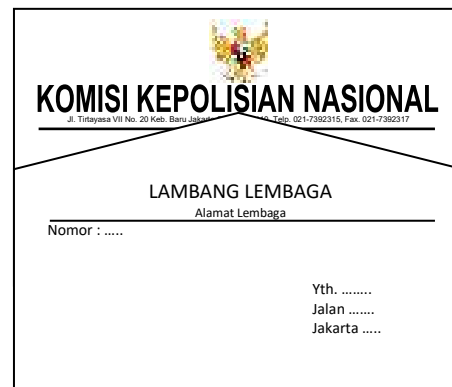 KOMISI KEPOLISIAN NASIONAL
Jl. Tirtayasa VII No. 20 Keb. Baru Telp. 021-7392315, Fax. 021-7392317
LAMBANG LEMBAGA
Alamat Lembaga
Nomor : .....
Yth. ........
Jalan .......
Jakarta .....